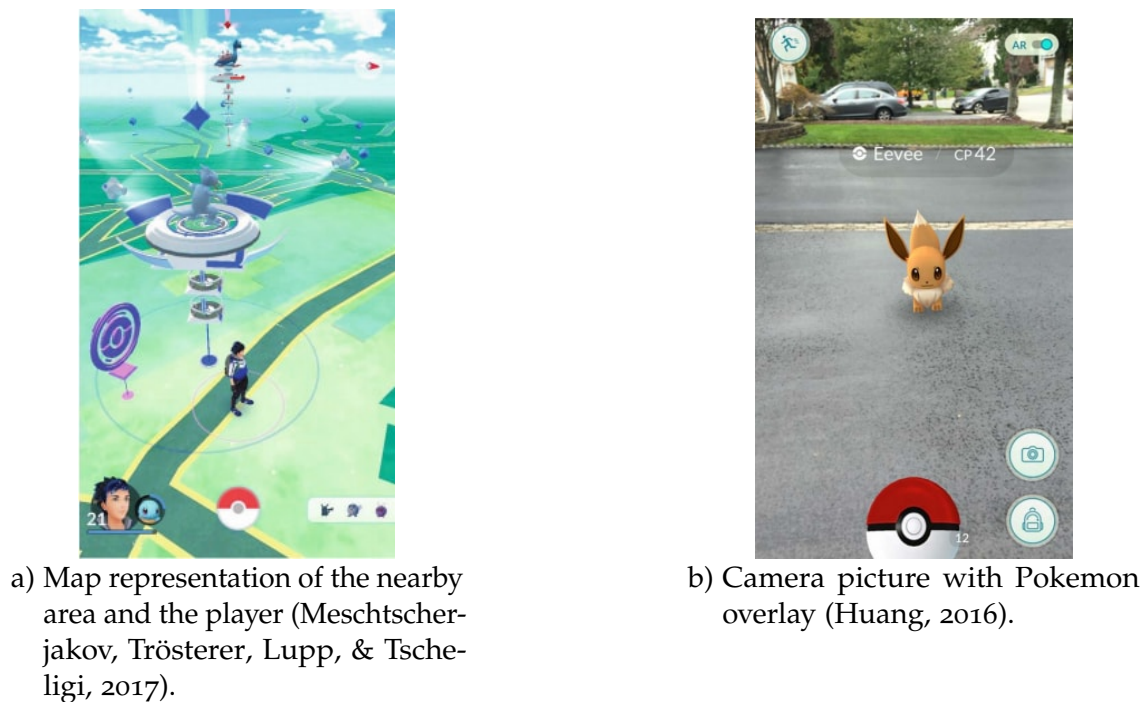 21
AR
Eevee / CP42
12
a) Map representation of the nearby
area and the player (Meschtscher-
jakov, Trösterer, Lupp, & Tsche-
ligi, 2017).
b) Camera picture with Pokemon
overlay (Huang, 2016).